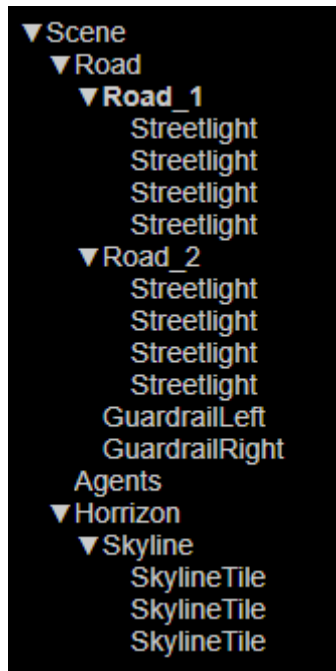 ▼Scene
▼Road
▼Road_1
Streetlight
Streetlight
Streetlight
Streetlight
▼Road_2
Streetlight
Streetlight
Streetlight
Streetlight
GuardrailLeft
GuardrailRight
Agents
▼Horrizon
▼Skyline
SkylineTile
SkylineTile
SkylineTile